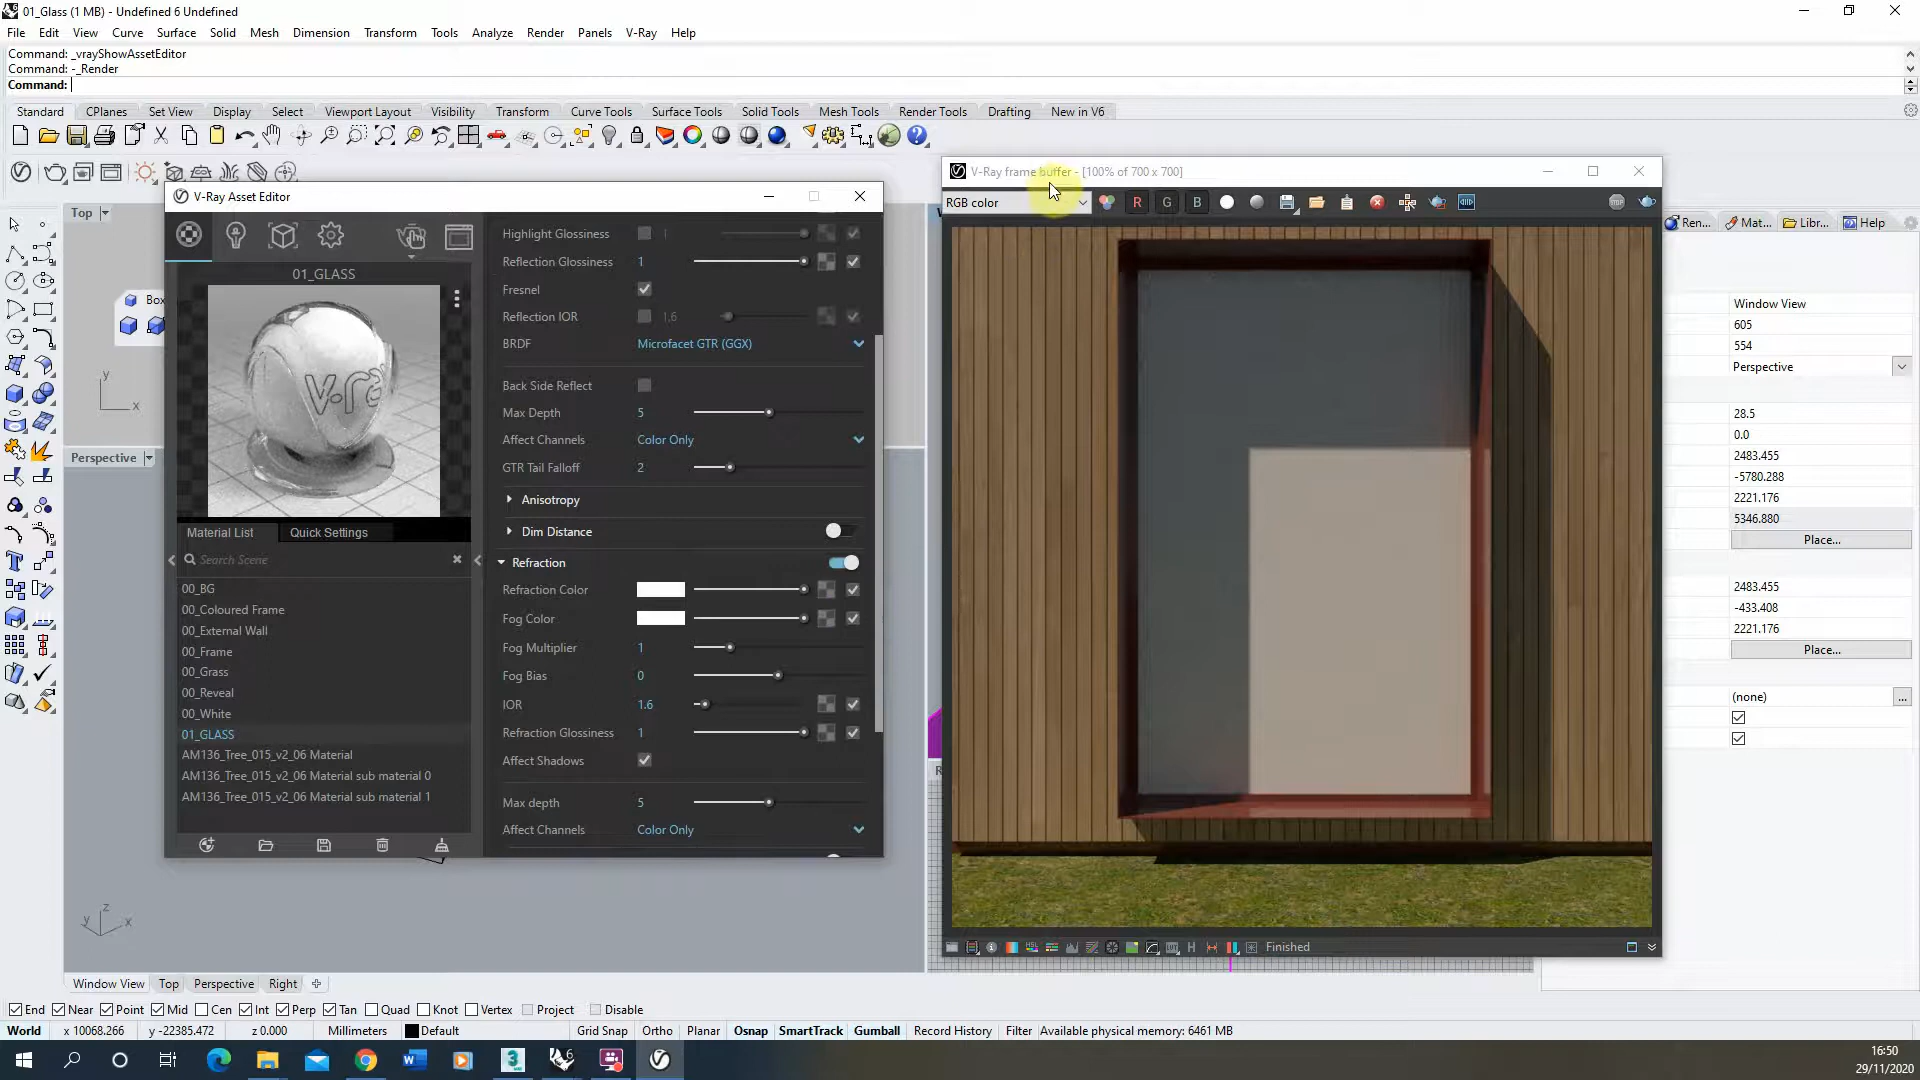 01_Glass (1 MB) - Undefined 6 Undefined
File Edit View Curve Surface Solid Mesh Dimension Transform Tools Analyze Render Panels V-Ray Help
Command: _vrayShowAssetEditor
Command: -_Render
Command:
Standard CPlanes Set View Display Select Viewport Layout Visibility Transform Curve Tools Surface Tools Solid Tools Mesh Tools Render Tools Drafting New in V6
V-Ray frame buffer - [100% of 700 x 700]
V-Ray Asset Editor
RGB color R G B
Top
Ren... Mat... Libr... Help
01_GLASS
Highlight Glossiness 1
Reflection Glossiness 1
Fresnel
Reflection IOR 1.6
BRDF Microfacet GTR (GGX)
Back Side Reflect
Max Depth 5
Affect Channels Color Only
GTR Tail Falloff 2
Anisotropy
Dim Distance
Refraction
Refraction Color
Fog Color
Fog Multiplier 1
Fog Bias 0
IOR 1.6
Refraction Glossiness 1
Affect Shadows
Max depth 5
Affect Channels Color Only
Box
y
x
Perspective
v-ra
Material List Quick Settings
Search Scene
00_BG
00_Coloured Frame
00_External Wall
00_Frame
00_Grass
00_Reveal
00_White
01_GLASS
AM136_Tree_015_v2_06 Material
AM136_Tree_015_v2_06 Material sub material 0
AM136_Tree_015_v2_06 Material sub material 1
z
y
x
Window View
605
554
Perspective
28.5
0.0
2483.455
-5780.288
2221.176
5346.880
Place...
2483.455
-433.408
2221.176
Place...
(none) ...
Finished
Window View Top Perspective Right
End Near Point Mid Cen Int Perp Tan Quad Knot Vertex Project Disable
World x 10068.266 y -22385.472 z 0.000 Millimeters Default Grid Snap Ortho Planar Osnap SmartTrack Gumball Record History Filter Available physical memory: 6461 MB
16:50
29/11/2020